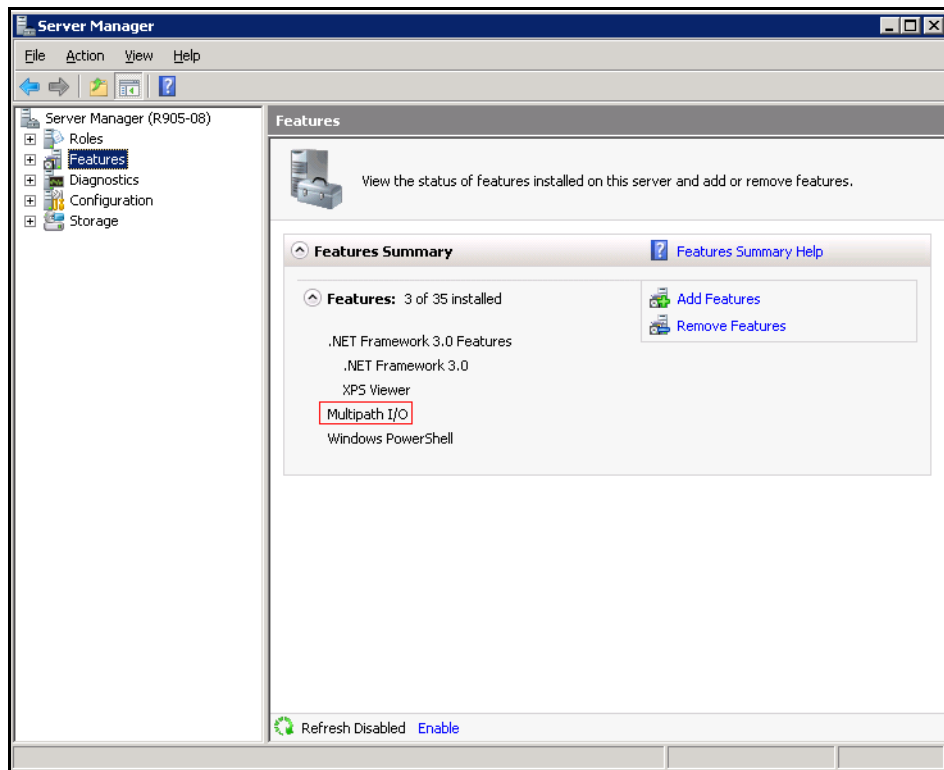 Server Manager
File Action View Help
Server Manager (R905-08)
Roles
Features
Diagnostics
Configuration
Storage
Features
View the status of features installed on this server and add or remove features.
Features Summary
Features Summary Help
Features: 3 of 35 installed
Add Features
Remove Features
.NET Framework 3.0 Features
.NET Framework 3.0
XPS Viewer
Multipath I/O
Windows PowerShell
Refresh Disabled Enable